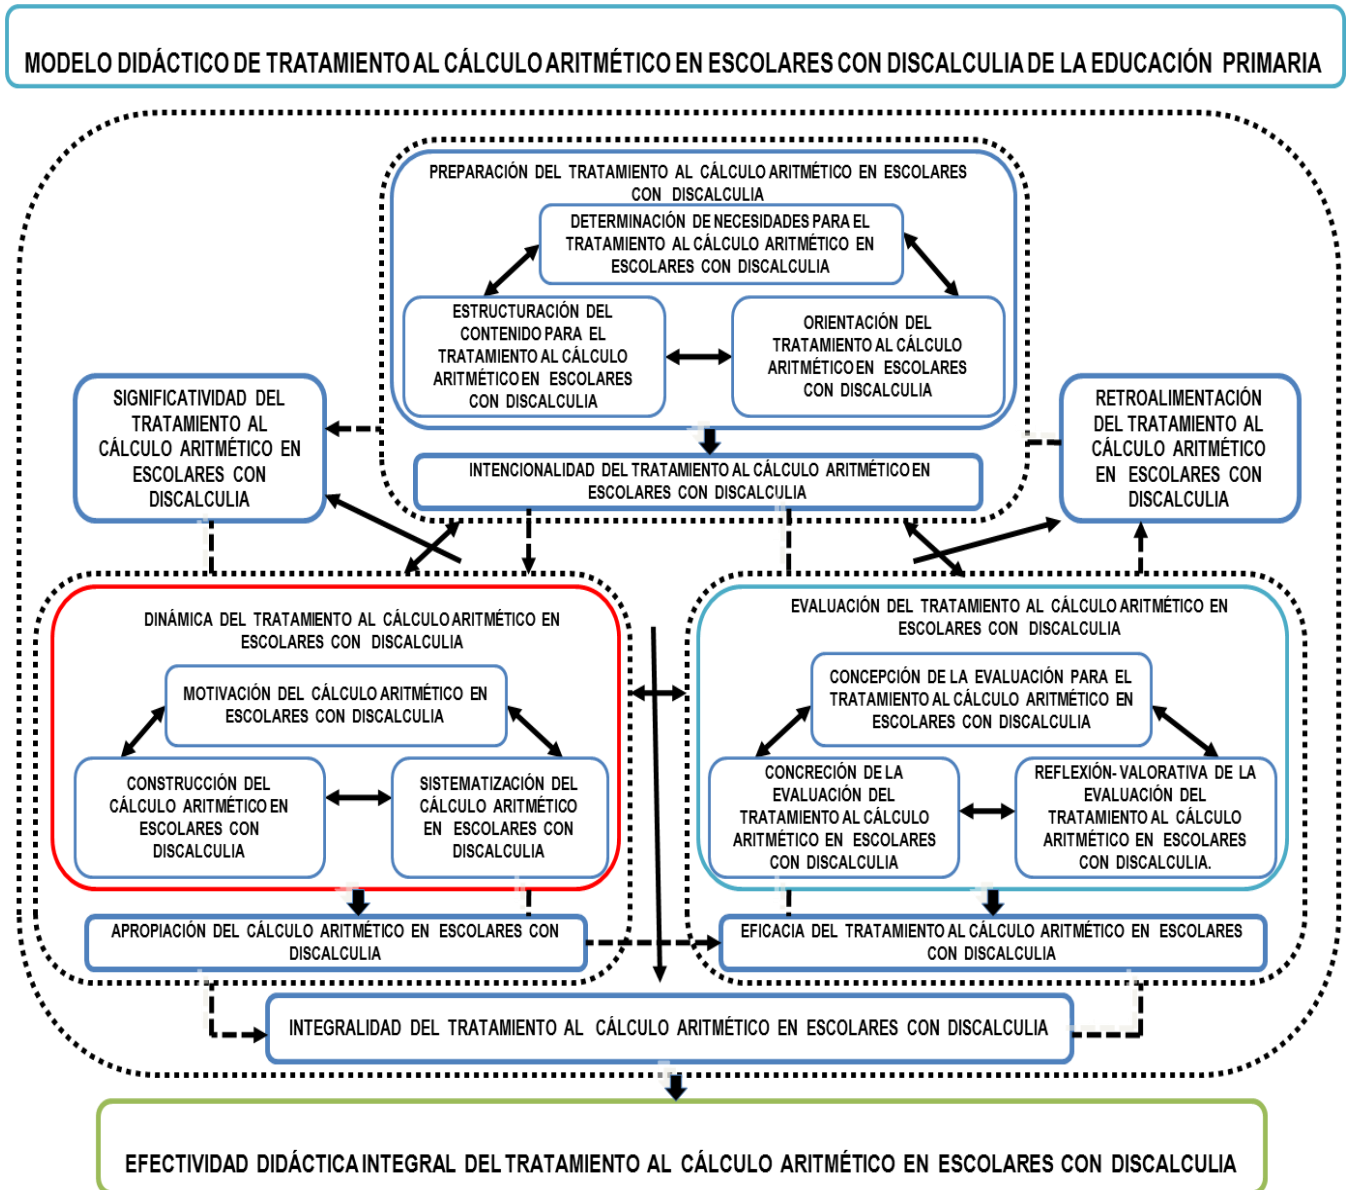 MODELO DIDÁCTICO DE TRATAMIENTO AL CÁLCULO ARITMÉTICO EN ESCOLARES CON DISCALCULIA DE LA EDUCACIÓN PRIMARIA
PREPARACIÓN DEL TRATAMIENTO AL CÁLCULO ARITMÉTICO EN ESCOLARES
CON DISCALCULIA
DETERMINACIÓN DE NECESIDADES PARA EL
TRATAMIENTO AL CÁLCULO ARITMÉTICO EN
ESCOLARES CON DISCALCULIA
ESTRUCTURACIÓN DEL
CONTENIDO PARA EL
TRATAMIENTO AL CÁLCULO
ARITMÉTICO EN ESCOLARES
CON DISCALCULIA
ORIENTACIÓN DEL
TRATAMIENTO AL CÁLCULO
ARITMÉTICO EN ESCOLARES
CON DISCALCULIA
INTENCIONALIDAD DEL TRATAMIENTO AL CÁLCULO ARITMÉTICO EN
ESCOLARES CON DISCALCULIA
SIGNIFICATIVIDAD DEL
TRATAMIENTO AL
CÁLCULO ARITMÉTICO EN
ESCOLARES CON
DISCALCULIA
RETROALIMENTACIÓN
DEL TRATAMIENTO AL
CÁLCULO ARITMÉTICO
EN ESCOLARES CON
DISCALCULIA
DINÁMICA DEL TRATAMIENTO AL CÁLCULO ARITMÉTICO EN
ESCOLARES CON DISCALCULIA
MOTIVACIÓN DEL CÁLCULO ARITMÉTICO EN
ESCOLARES CON DISCALCULIA
CONSTRUCCIÓN DEL
CÁLCULO ARITMÉTICO EN
ESCOLARES CON
DISCALCULIA
SISTEMATIZACIÓN DEL
CÁLCULO ARITMÉTICO
EN ESCOLARES CON
DISCALCULIA
APROPIACIÓN DEL CÁLCULO ARITMÉTICO EN ESCOLARES CON
DISCALCULIA
EVALUACIÓN DEL TRATAMIENTO AL CÁLCULO ARITMÉTICO EN
ESCOLARES CON DISCALCULIA
CONCEPCIÓN DE LA EVALUACIÓN PARA EL
TRATAMIENTO AL CÁLCULO ARITMÉTICO EN
ESCOLARES CON DISCALCULIA
CONCRECIÓN DE LA
EVALUACIÓN DEL
TRATAMIENTO AL CÁLCULO
ARITMÉTICO EN ESCOLARES
CON DISCALCULIA
REFLEXIÓN- VALORATIVA DE LA
EVALUACIÓN DEL
TRATAMIENTO AL CÁLCULO
ARITMÉTICO EN ESCOLARES
CON DISCALCULIA.
EFICACIA DEL TRATAMIENTO AL CÁLCULO ARITMÉTICO EN ESCOLARES
CON DISCALCULIA
INTEGRALIDAD DEL TRATAMIENTO AL CÁLCULO ARITMÉTICO EN ESCOLARES CON DISCALCULIA
EFECTIVIDAD DIDÁCTICA INTEGRAL DEL TRATAMIENTO AL CÁLCULO ARITMÉTICO EN ESCOLARES CON DISCALCULIA